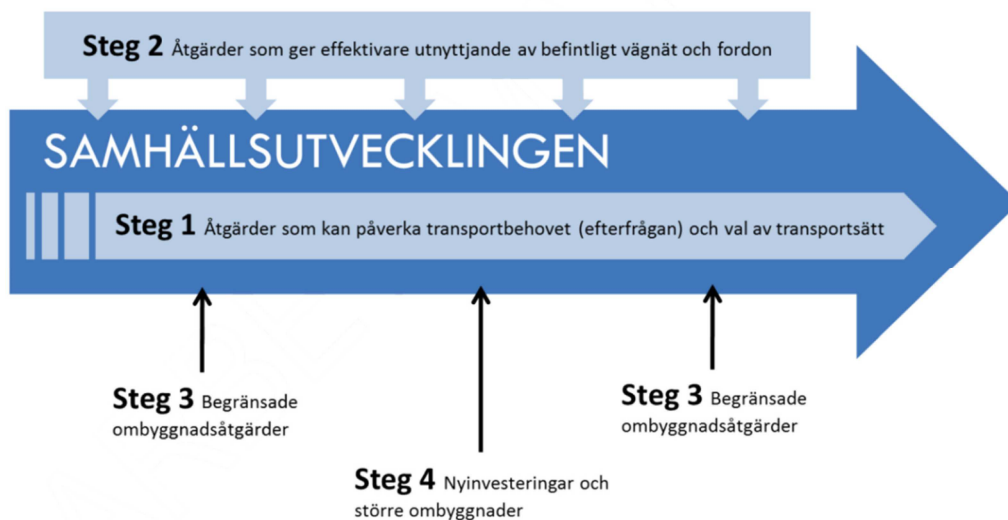 Steg 2 Åtgärder som ger effektivare utnyttjande av befintligt vägnät och fordon
SAMHÄLLSUTVECKLINGEN
Steg 1 Åtgärder som kan påverka transportbehovet (efterfrågan) och val av transportsätt
Steg 3 Begränsade
ombyggnadsåtgärder
Steg 3 Begränsade
ombyggnadsåtgärder
Steg 4 Nyinvesteringar och
större ombyggnader